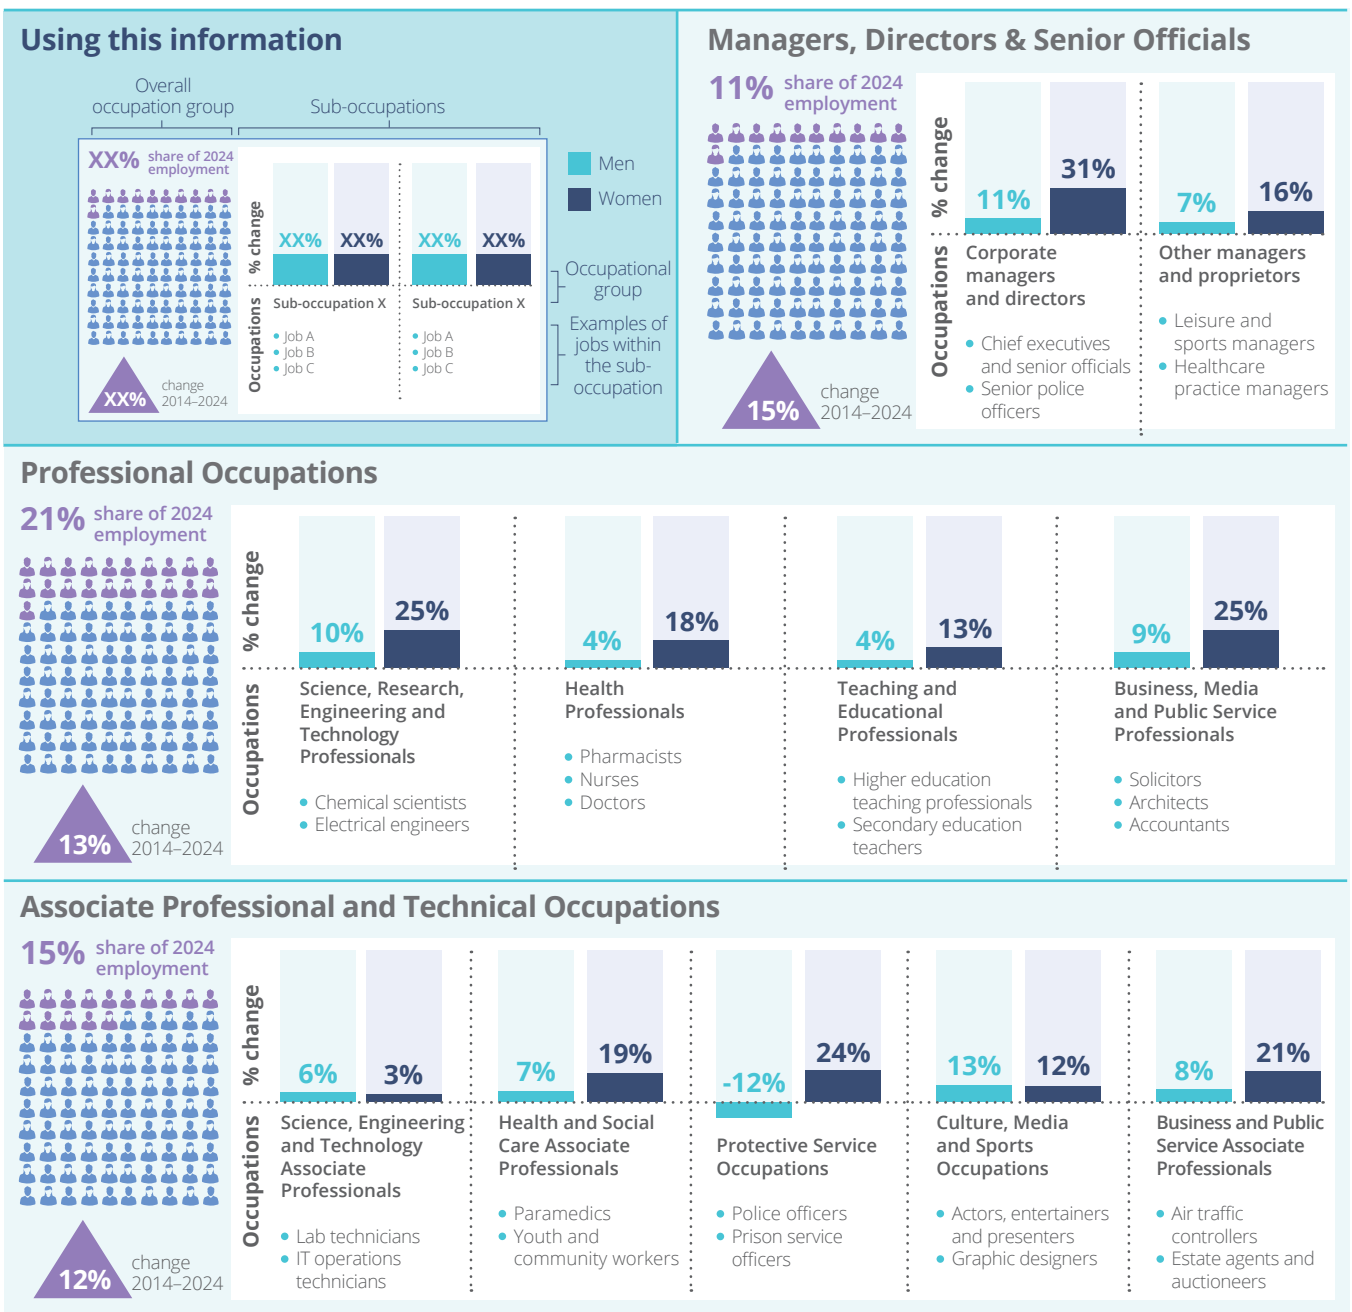 Using this information
Overall
occupation group
Sub-occupations
XX% share of 2024
employment
% change
XX%
XX%
XX%
XX%
Occupations
Sub-occupation X
Sub-occupation X
• Job A
• Job B
• Job C
• Job A
• Job B
• Job C
XX%
change
2014–2024
Men
Women
Occupational
group
Examples of
jobs within
the sub-
occupation
Managers, Directors & Senior Officials
11% share of 2024
employment
15%
change
2014–2024
% change
Occupations
11%
31%
Corporate
managers
and directors
• Chief executives
and senior officials
• Senior police
officers
7%
16%
Other managers
and proprietors
• Leisure and
sports managers
• Healthcare
practice managers
Professional Occupations
21% share of 2024
employment
13%
change
2014–2024
% change
Occupations
10%
25%
Science, Research,
Engineering and
Technology
Professionals
• Chemical scientists
• Electrical engineers
4%
18%
Health
Professionals
• Pharmacists
• Nurses
• Doctors
4%
13%
Teaching and
Educational
Professionals
• Higher education
teaching professionals
• Secondary education
teachers
9%
25%
Business, Media
and Public Service
Professionals
• Solicitors
• Architects
• Accountants
Associate Professional and Technical Occupations
15% share of 2024
employment
12%
change
2014–2024
% change
Occupations
6%
3%
Science, Engineering
and Technology
Associate
Professionals
• Lab technicians
• IT operations
technicians
7%
19%
Health and Social
Care Associate
Professionals
• Paramedics
• Youth and
community workers
-12%
24%
Protective Service
Occupations
• Police officers
• Prison service
officers
13%
12%
Culture, Media
and Sports
Occupations
• Actors, entertainers
and presenters
• Graphic designers
8%
21%
Business and Public
Service Associate
Professionals
• Air traffic
controllers
• Estate agents and
auctioneers